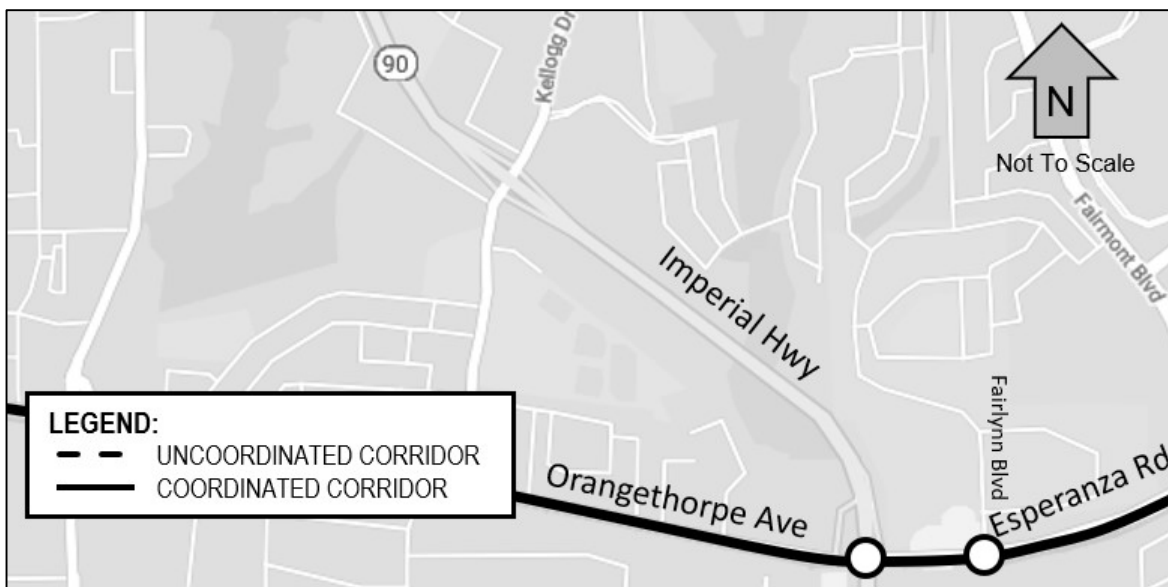 90
Kellogg Dr
N
Not To Scale
Fairmont Blvd
Imperial Hwy
Fairlynn Blvd
LEGEND:
UNCOORDINATED CORRIDOR
COORDINATED CORRIDOR
Orangethorpe Ave
Esperanza Rd